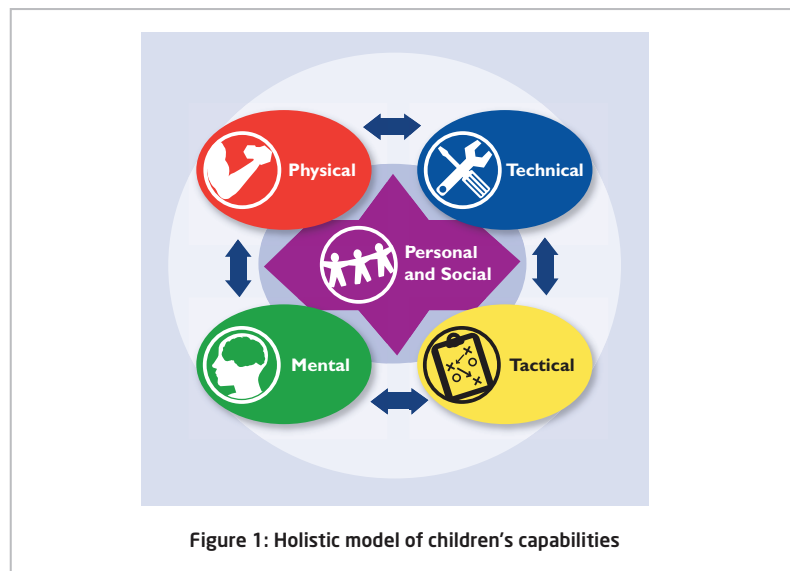 Physical
Technical
Personal
and Social
Mental
Tactical
Figure 1: Holistic model of children's capabilities